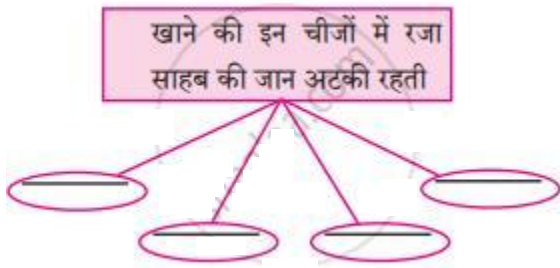 खाने की इन चीजों में रजा
साहब की जान अटकी रहती